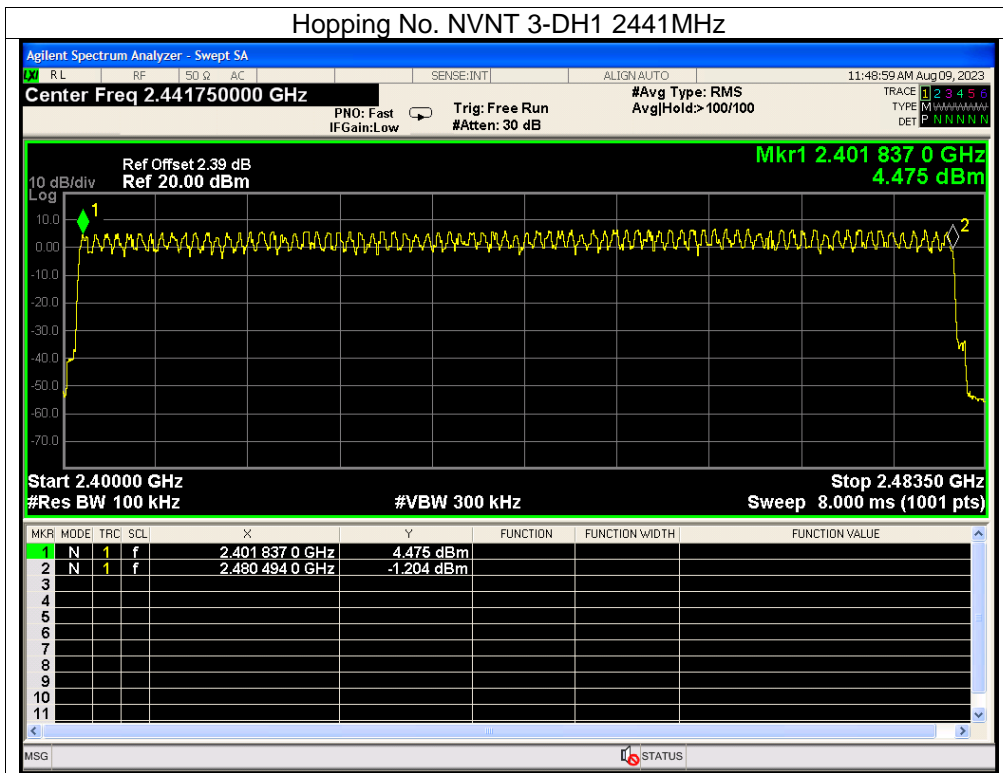 Hopping No. NVNT 3-DH1 2441MHz
Agilent Spectrum Analyzer - Swept SA
LXI RL RF 50 Ω AC SENSE:INT ALIGN AUTO 11:48:59 AM Aug 09, 2023
Center Freq 2.441750000 GHz #Avg Type: RMS TRACE 1 2 3 4 5 6
PNO: Fast Trig: Free Run Avg|Hold:> 100/100 TYPE M WWWWW
IFGain:Low #Atten: 30 dB DET P N N N N N
Mkr1 2.401 837 0 GHz
Ref Offset 2.39 dB
10 dB/div Ref 20.00 dBm 4.475 dBm
Log
1
10.0
2
0.00
-10.0
-20.0
-30.0
-40.0
-50.0
-60.0
-70.0
Start 2.40000 GHz Stop 2.48350 GHz
#Res BW 100 kHz #VBW 300 kHz Sweep 8.000 ms (1001 pts)
MKR MODE TRC SCL X Y FUNCTION FUNCTION WIDTH FUNCTION VALUE
1 N 1 f 2.401 837 0 GHz 4.475 dBm
2 N 1 f 2.480 494 0 GHz -1.204 dBm
3
4
5
6
7
8
9
10
11
MSG STATUS